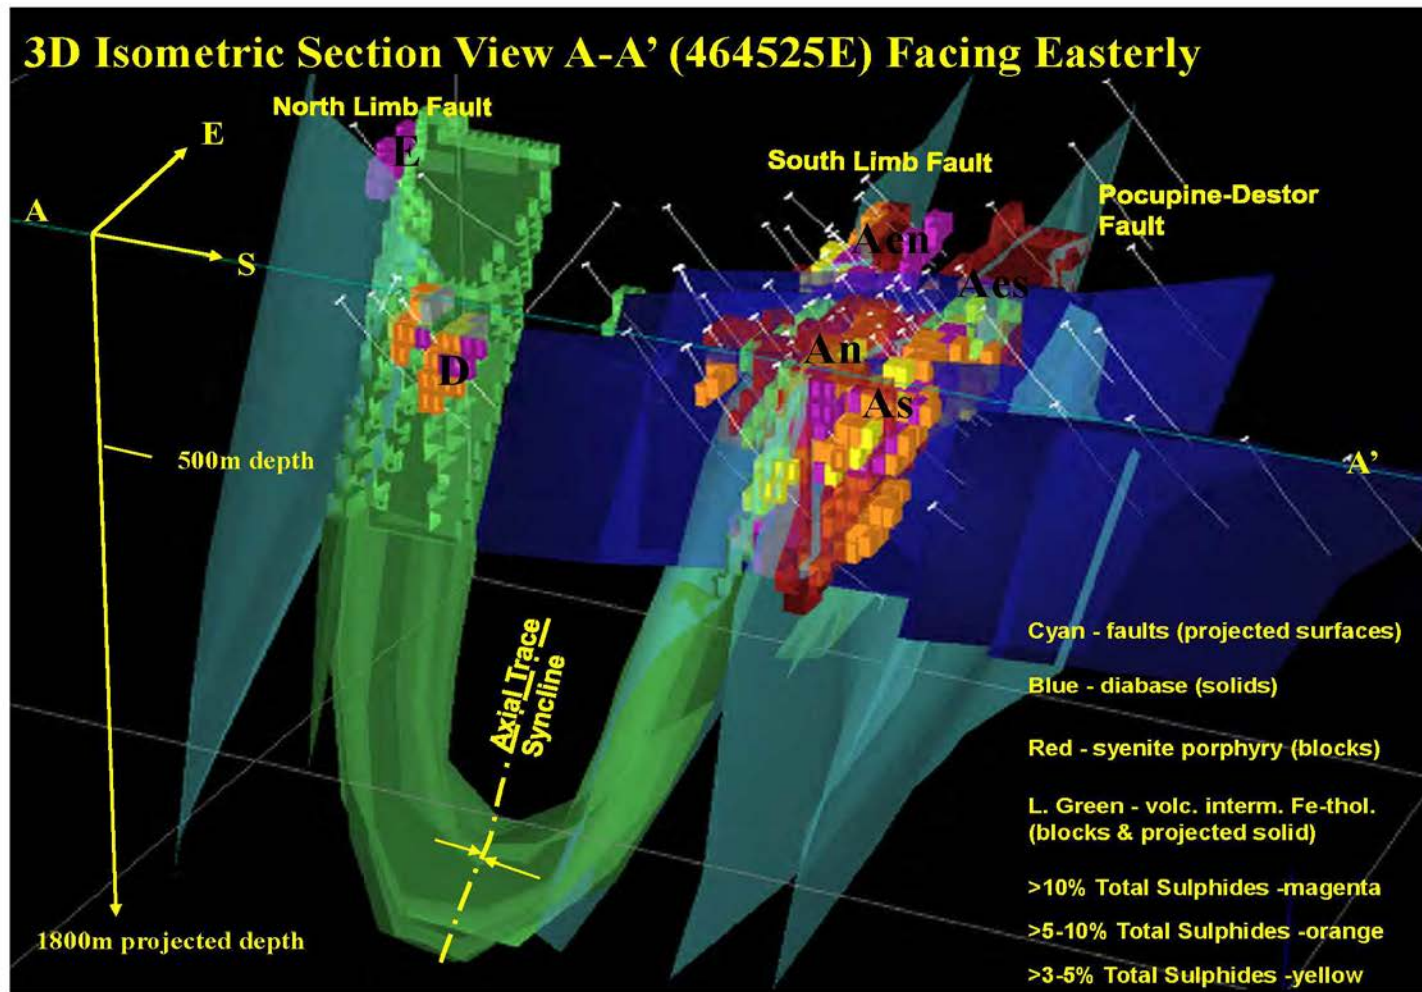 3D Isometric Section View A-A’ (464525E) Facing Easterly
North Limb Fault
E
E
South Limb Fault
Pocupine-Destor
Fault
A
S
Aen
Aes
An
D
As
500m depth
A’
Axial Trace
Syncline
Cyan - faults (projected surfaces)
Blue - diabase (solids)
Red - syenite porphyry (blocks)
L. Green - volc. interm. Fe-thol.
(blocks & projected solid)
>10% Total Sulphides -magenta
>5-10% Total Sulphides -orange
>3-5% Total Sulphides -yellow
1800m projected depth